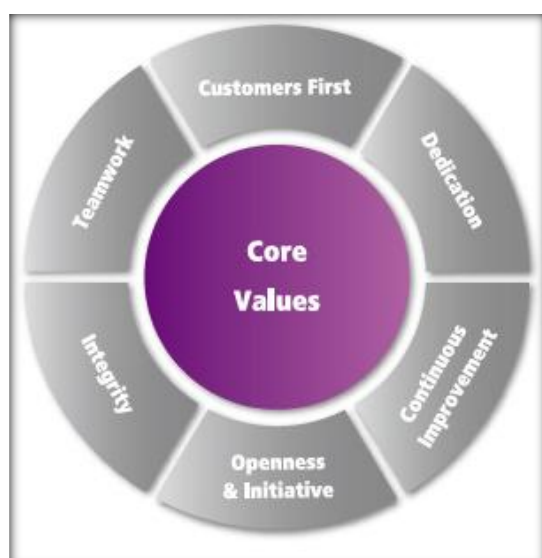 Customers First
Dedication
Continuous
Improvement
Openness
& Initiative
Integrity
Teamwork
Core
Values